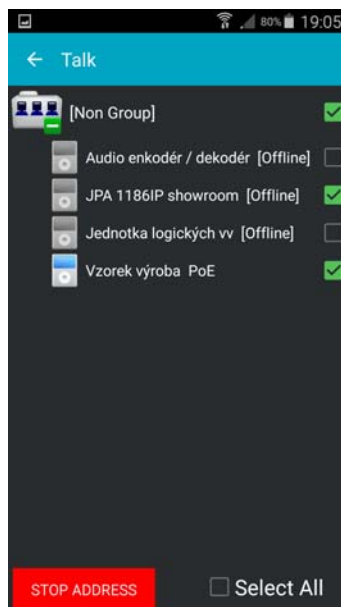 80% 19:05
Talk
[Non Group]
Audio enkodér / dekodér [Offline]
JPA 1186IP showroom [Offline]
Jednotka logických vv [Offline]
Vzorek výroba PoE
STOP ADDRESS
Select All